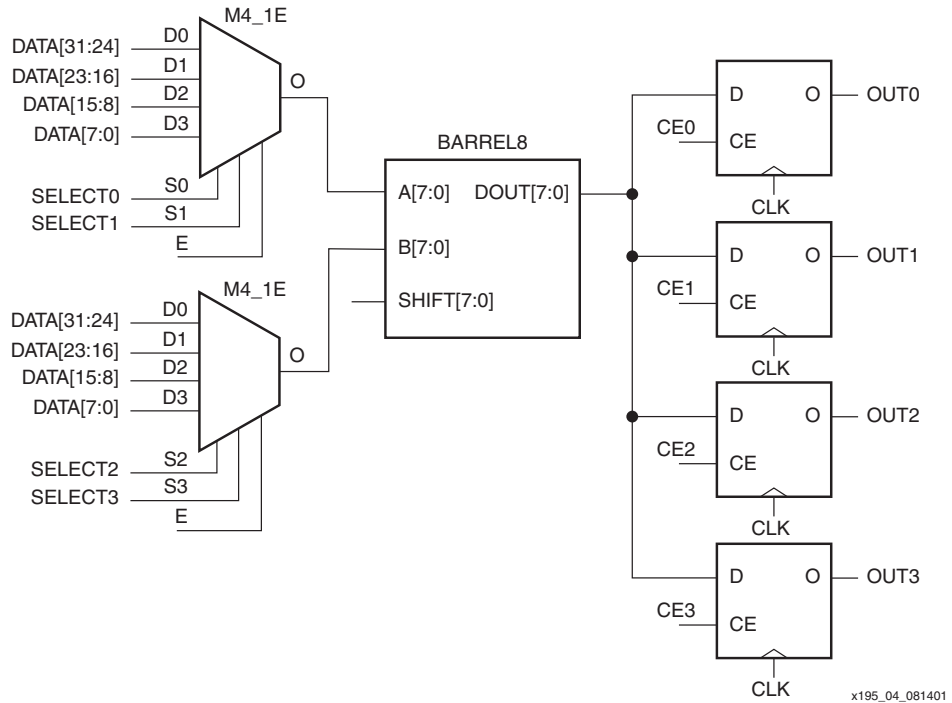 M4_1E
DATA[31:24] D0
DATA[23:16] D1
DATA[15:8] D2
DATA[7:0] D3
O
SELECT0 S0
SELECT1 S1
E
M4_1E
DATA[31:24] D0
DATA[23:16] D1
DATA[15:8] D2
DATA[7:0] D3
O
SELECT2 S2
SELECT3 S3
E
BARREL8
A[7:0] DOUT[7:0]
B[7:0]
SHIFT[7:0]
D O OUT0
CE0 CE
CLK
D O OUT1
CE1 CE
CLK
D O OUT2
CE2 CE
CLK
D O OUT3
CE3 CE
CLK
x195_04_081401